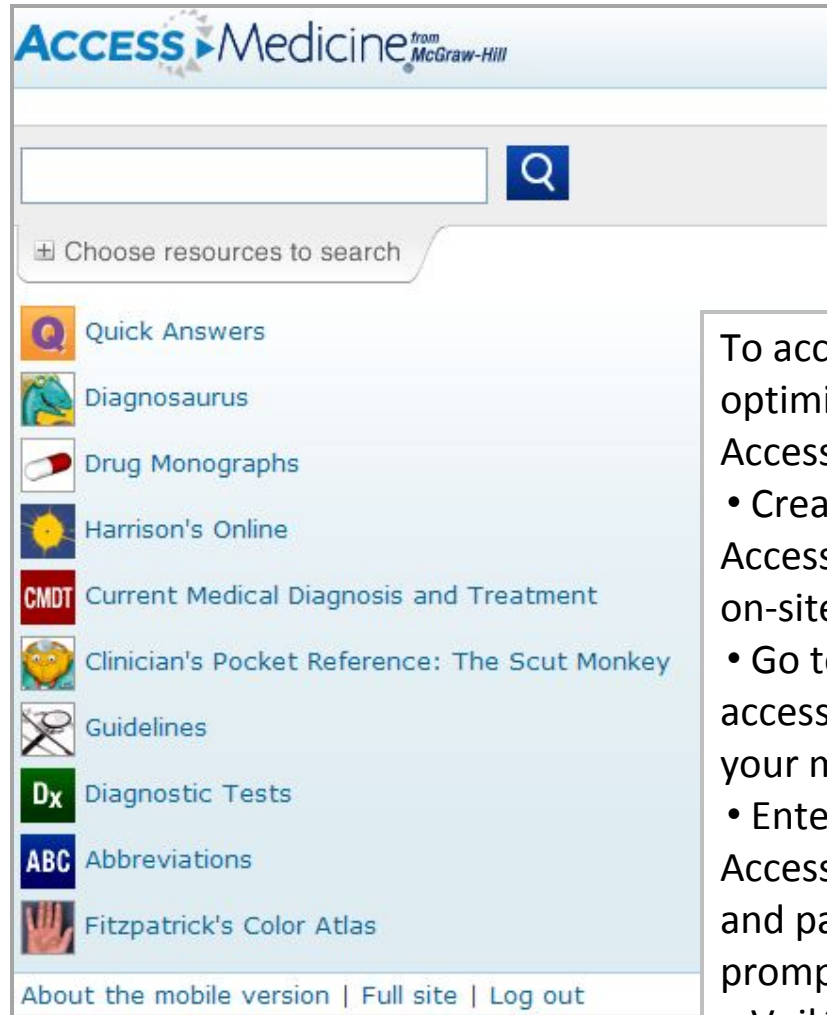 Access Medicine from McGraw-Hill
Choose resources to search
Q Quick Answers
Diagnosaurus
Drug Monographs
Harrison's Online
CMDT Current Medical Diagnosis and Treatment
Clinician's Pocket Reference: The Scut Monkey
Guidelines
Dx Diagnostic Tests
ABC Abbreviations
Fitzpatrick's Color Atlas
About the mobile version | Full site | Log out
To acc
optimi
Access
• Crea
Access
on-site
• Go to
access
your m
• Ente
Access
and pa
promp